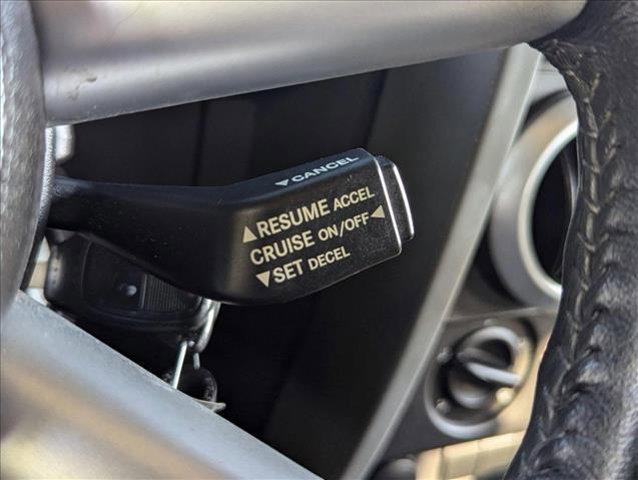 ▼CANCEL
▲RESUME ACCEL
CRUISE ON/OFF◀
▼SET DECEL